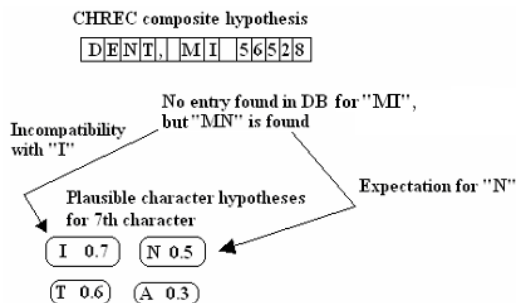 CHREC composite hypothesis
DENT, MI 56528
No entry found in DB for "MI",
but "MN" is found
Incompatibility
with "I"
Expectation for "N"
Plausible character hypotheses
for 7th character
I 0.7 N 0.5
T 0.6 A 0.3